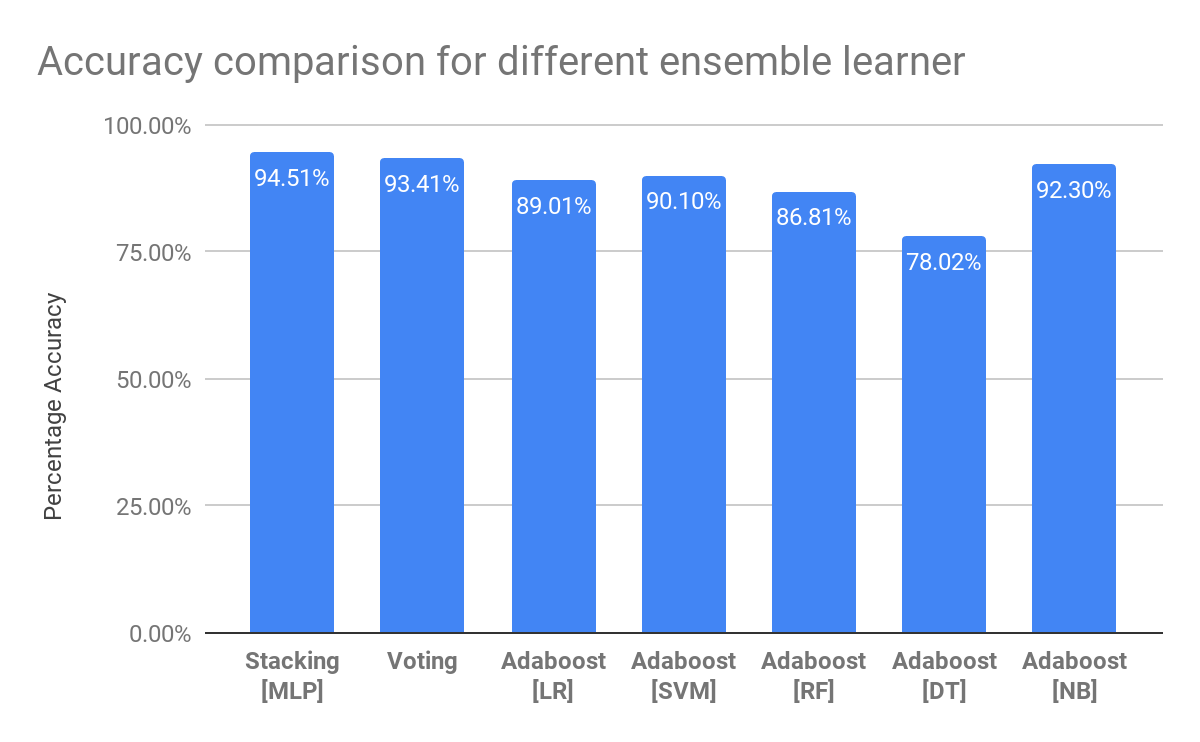 Accuracy comparison for different ensemble learner
Percentage Accuracy
100.00%
75.00%
50.00%
25.00%
0.00%
94.51%
93.41%
89.01%
90.10%
86.81%
78.02%
92.30%
Stacking
[MLP]
Voting
Adaboost
[LR]
Adaboost
[SVM]
Adaboost
[RF]
Adaboost
[DT]
Adaboost
[NB]